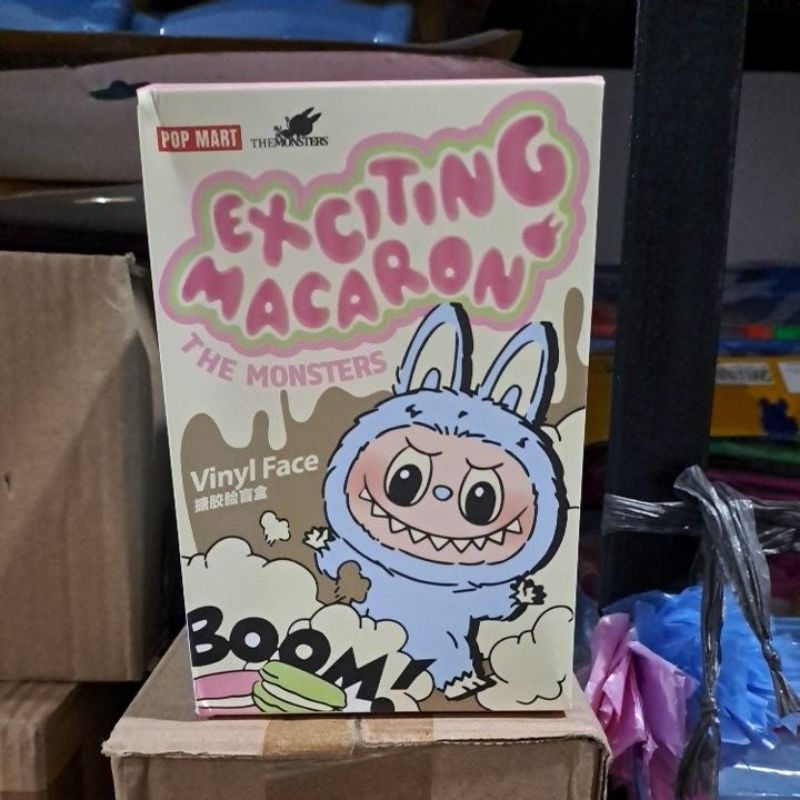 POP MART
THE MONSTERS
EXCITING
MACARON
THE MONSTERS
Vinyl Face
搪胶脸盲盒
BOOM!